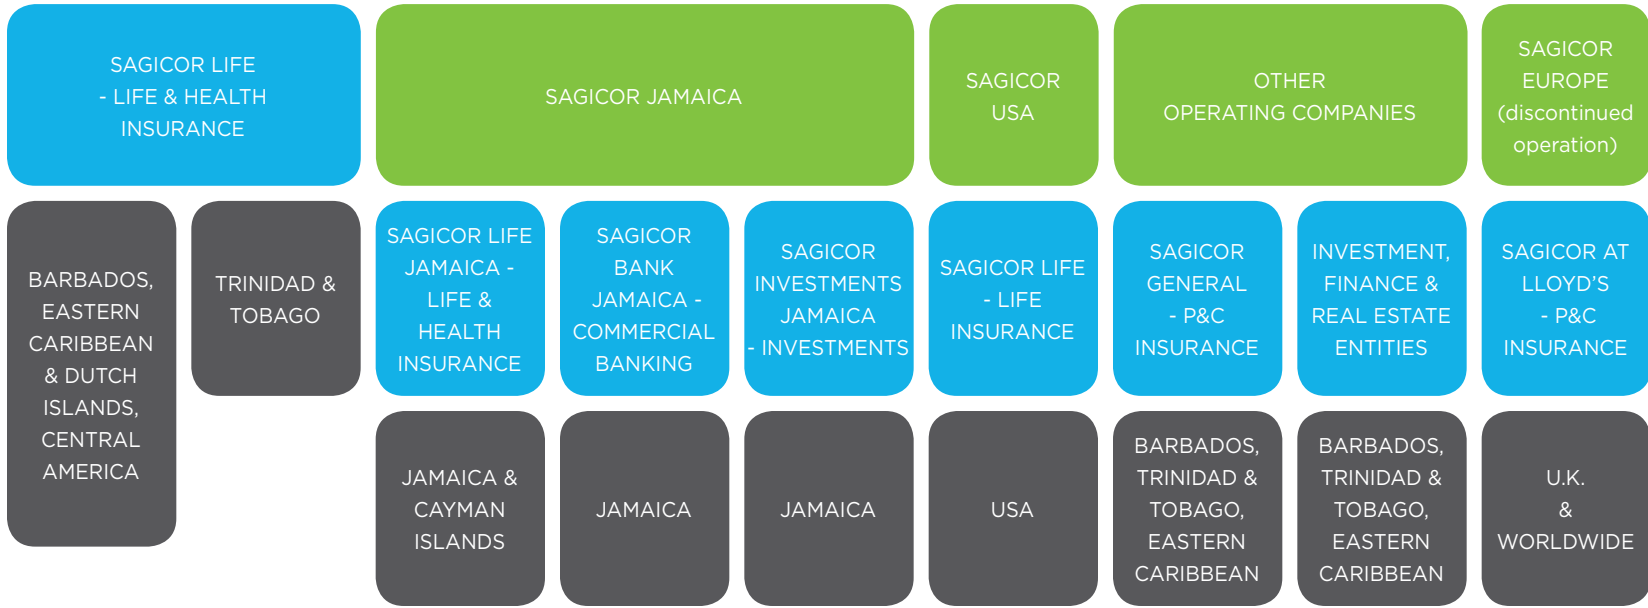 SAGICOR LIFE
- LIFE & HEALTH
INSURANCE
SAGICOR JAMAICA
SAGICOR
USA
OTHER
OPERATING COMPANIES
SAGICOR
EUROPE
(discontinued
operation)
BARBADOS,
EASTERN
CARIBBEAN
& DUTCH
ISLANDS,
CENTRAL
AMERICA
TRINIDAD &
TOBAGO
SAGICOR LIFE
JAMAICA -
LIFE &
HEALTH
INSURANCE
SAGICOR
BANK
JAMAICA -
COMMERCIAL
BANKING
SAGICOR
INVESTMENTS
JAMAICA
- INVESTMENTS
SAGICOR LIFE
- LIFE
INSURANCE
SAGICOR
GENERAL
- P&C
INSURANCE
INVESTMENT,
FINANCE &
REAL ESTATE
ENTITIES
SAGICOR AT
LLOYD’S
- P&C
INSURANCE
JAMAICA &
CAYMAN
ISLANDS
JAMAICA
JAMAICA
USA
BARBADOS,
TRINIDAD &
TOBAGO,
EASTERN
CARIBBEAN
BARBADOS,
TRINIDAD &
TOBAGO,
EASTERN
CARIBBEAN
U.K.
&
WORLDWIDE